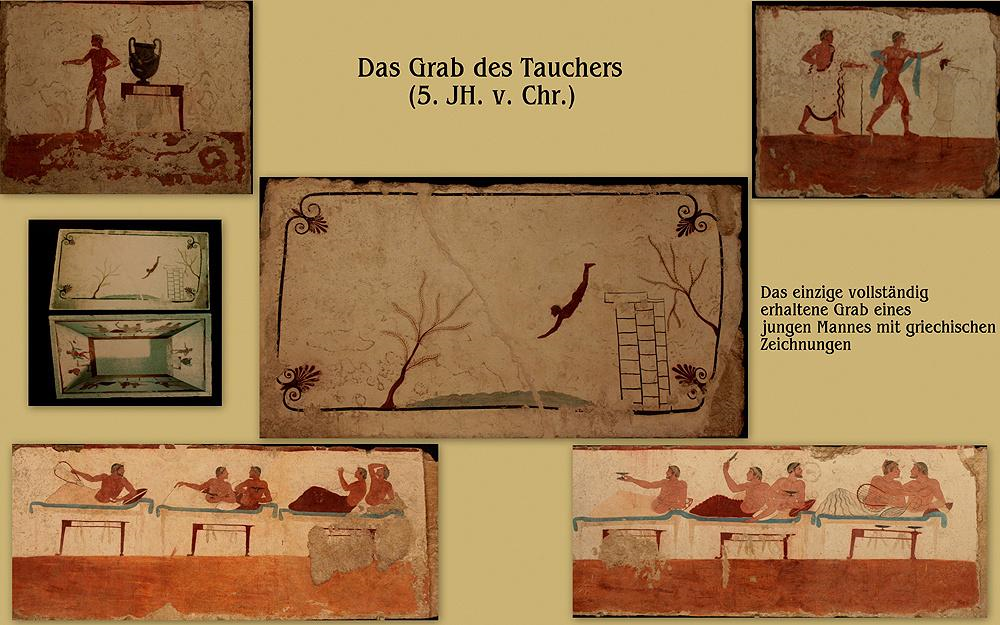 Das Grab des Tauchers
(5. JH. v. Chr.)
Das einzige vollständig
erhaltene Grab eines
jungen Mannes mit griechischen
Zeichnungen